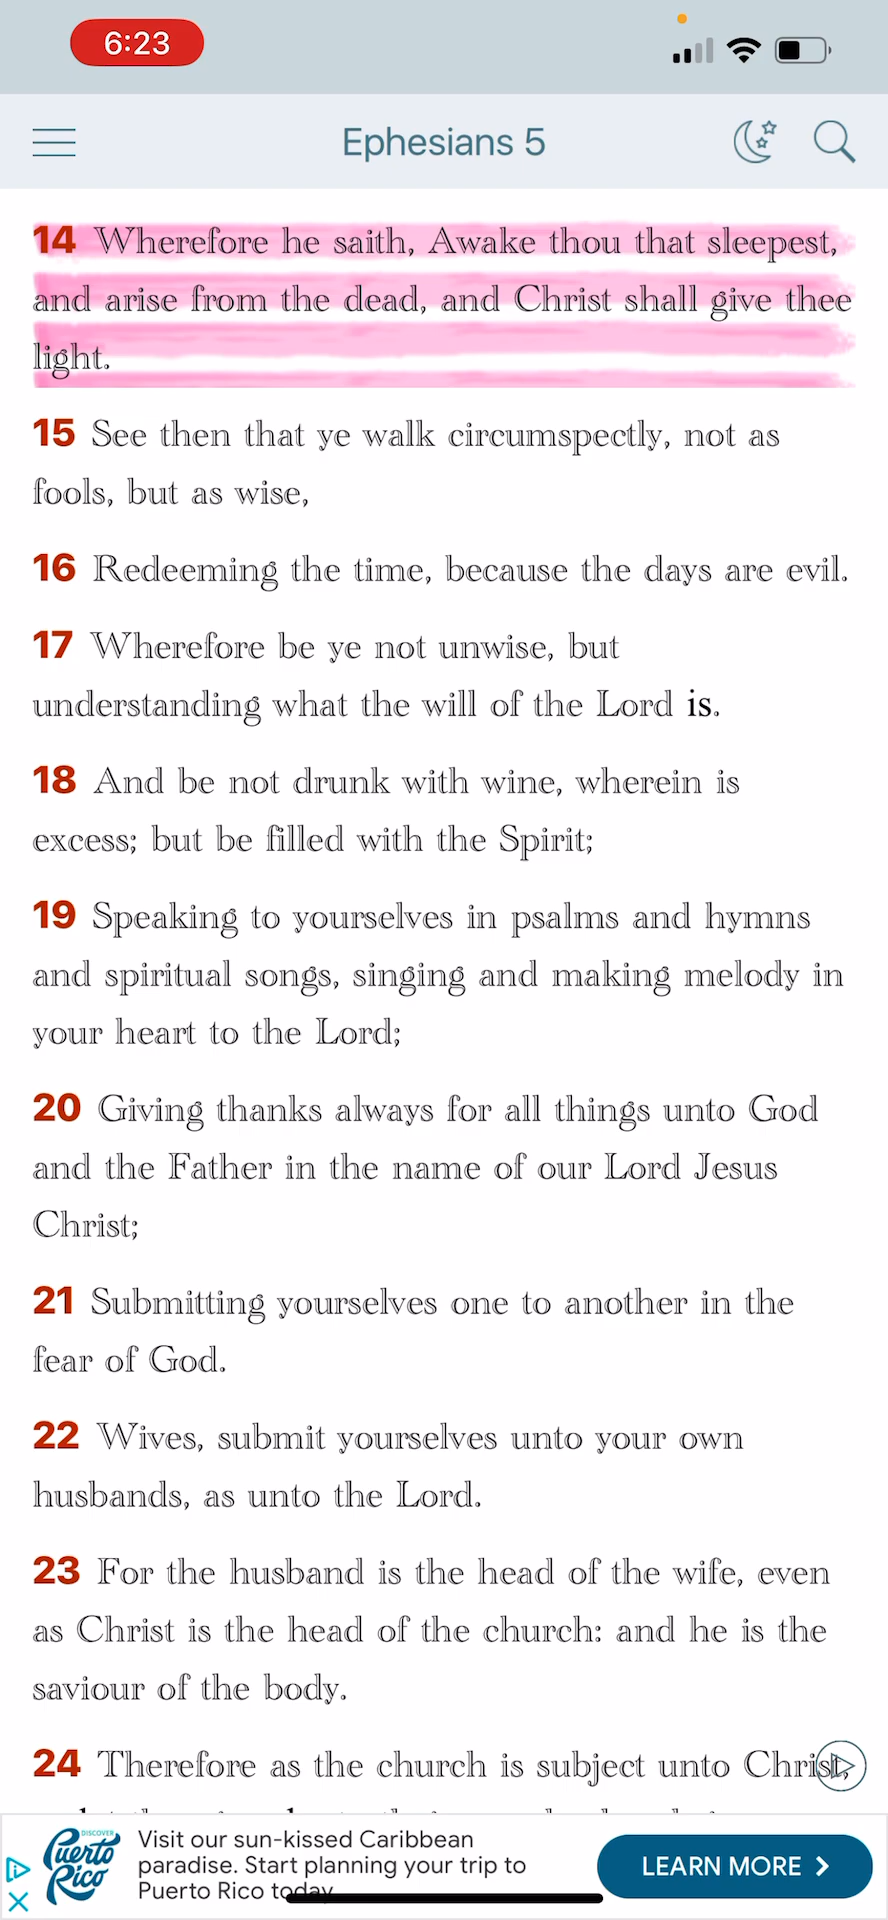 6:23
Ephesians 5
14 Wherefore he saith, Awake thou that sleepest,
and arise from the dead, and Christ shall give thee
light.
15 See then that ye walk circumspectly, not as
fools, but as wise,
16 Redeeming the time, because the days are evil.
17 Wherefore be ye not unwise, but
understanding what the will of the Lord is.
18 And be not drunk with wine, wherein is
excess; but be filled with the Spirit;
19 Speaking to yourselves in psalms and hymns
and spiritual songs, singing and making melody in
your heart to the Lord;
20 Giving thanks always for all things unto God
and the Father in the name of our Lord Jesus
Christ;
21 Submitting yourselves one to another in the
fear of God.
22 Wives, submit yourselves unto your own
husbands, as unto the Lord.
23 For the husband is the head of the wife, even
as Christ is the head of the church: and he is the
saviour of the body.
24 Therefore as the church is subject unto Christ,
DISCOVER
Puerto
Rico
Visit our sun-kissed Caribbean
paradise. Start planning your trip to
Puerto Rico today
LEARN MORE